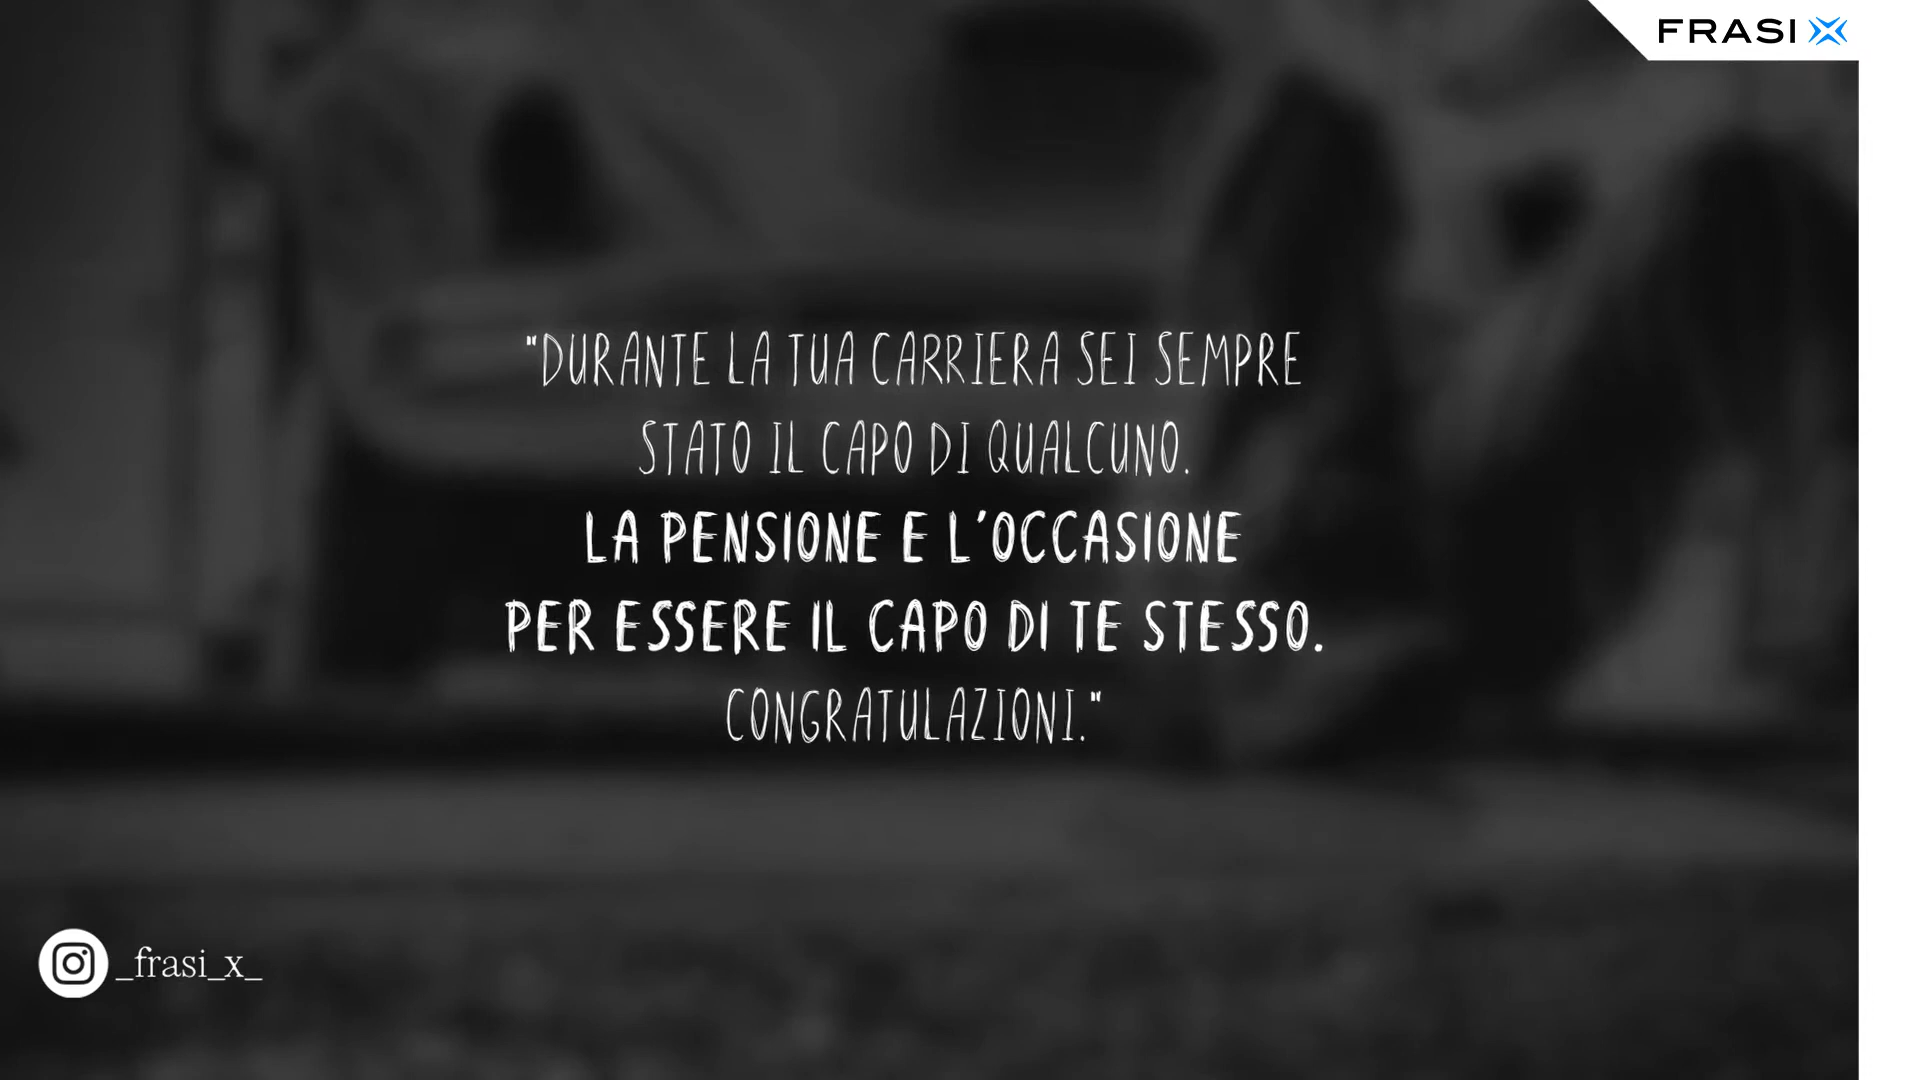 FRASI X
"DURANTE LA TUA CARRIERA SEI SEMPRE
STATO IL CAPO DI QUALCUNO.
LA PENSIONE E L'OCCASIONE
PER ESSERE IL CAPO DI TE STESSO.
CONGRATULAZIONI."
_frasi_x_